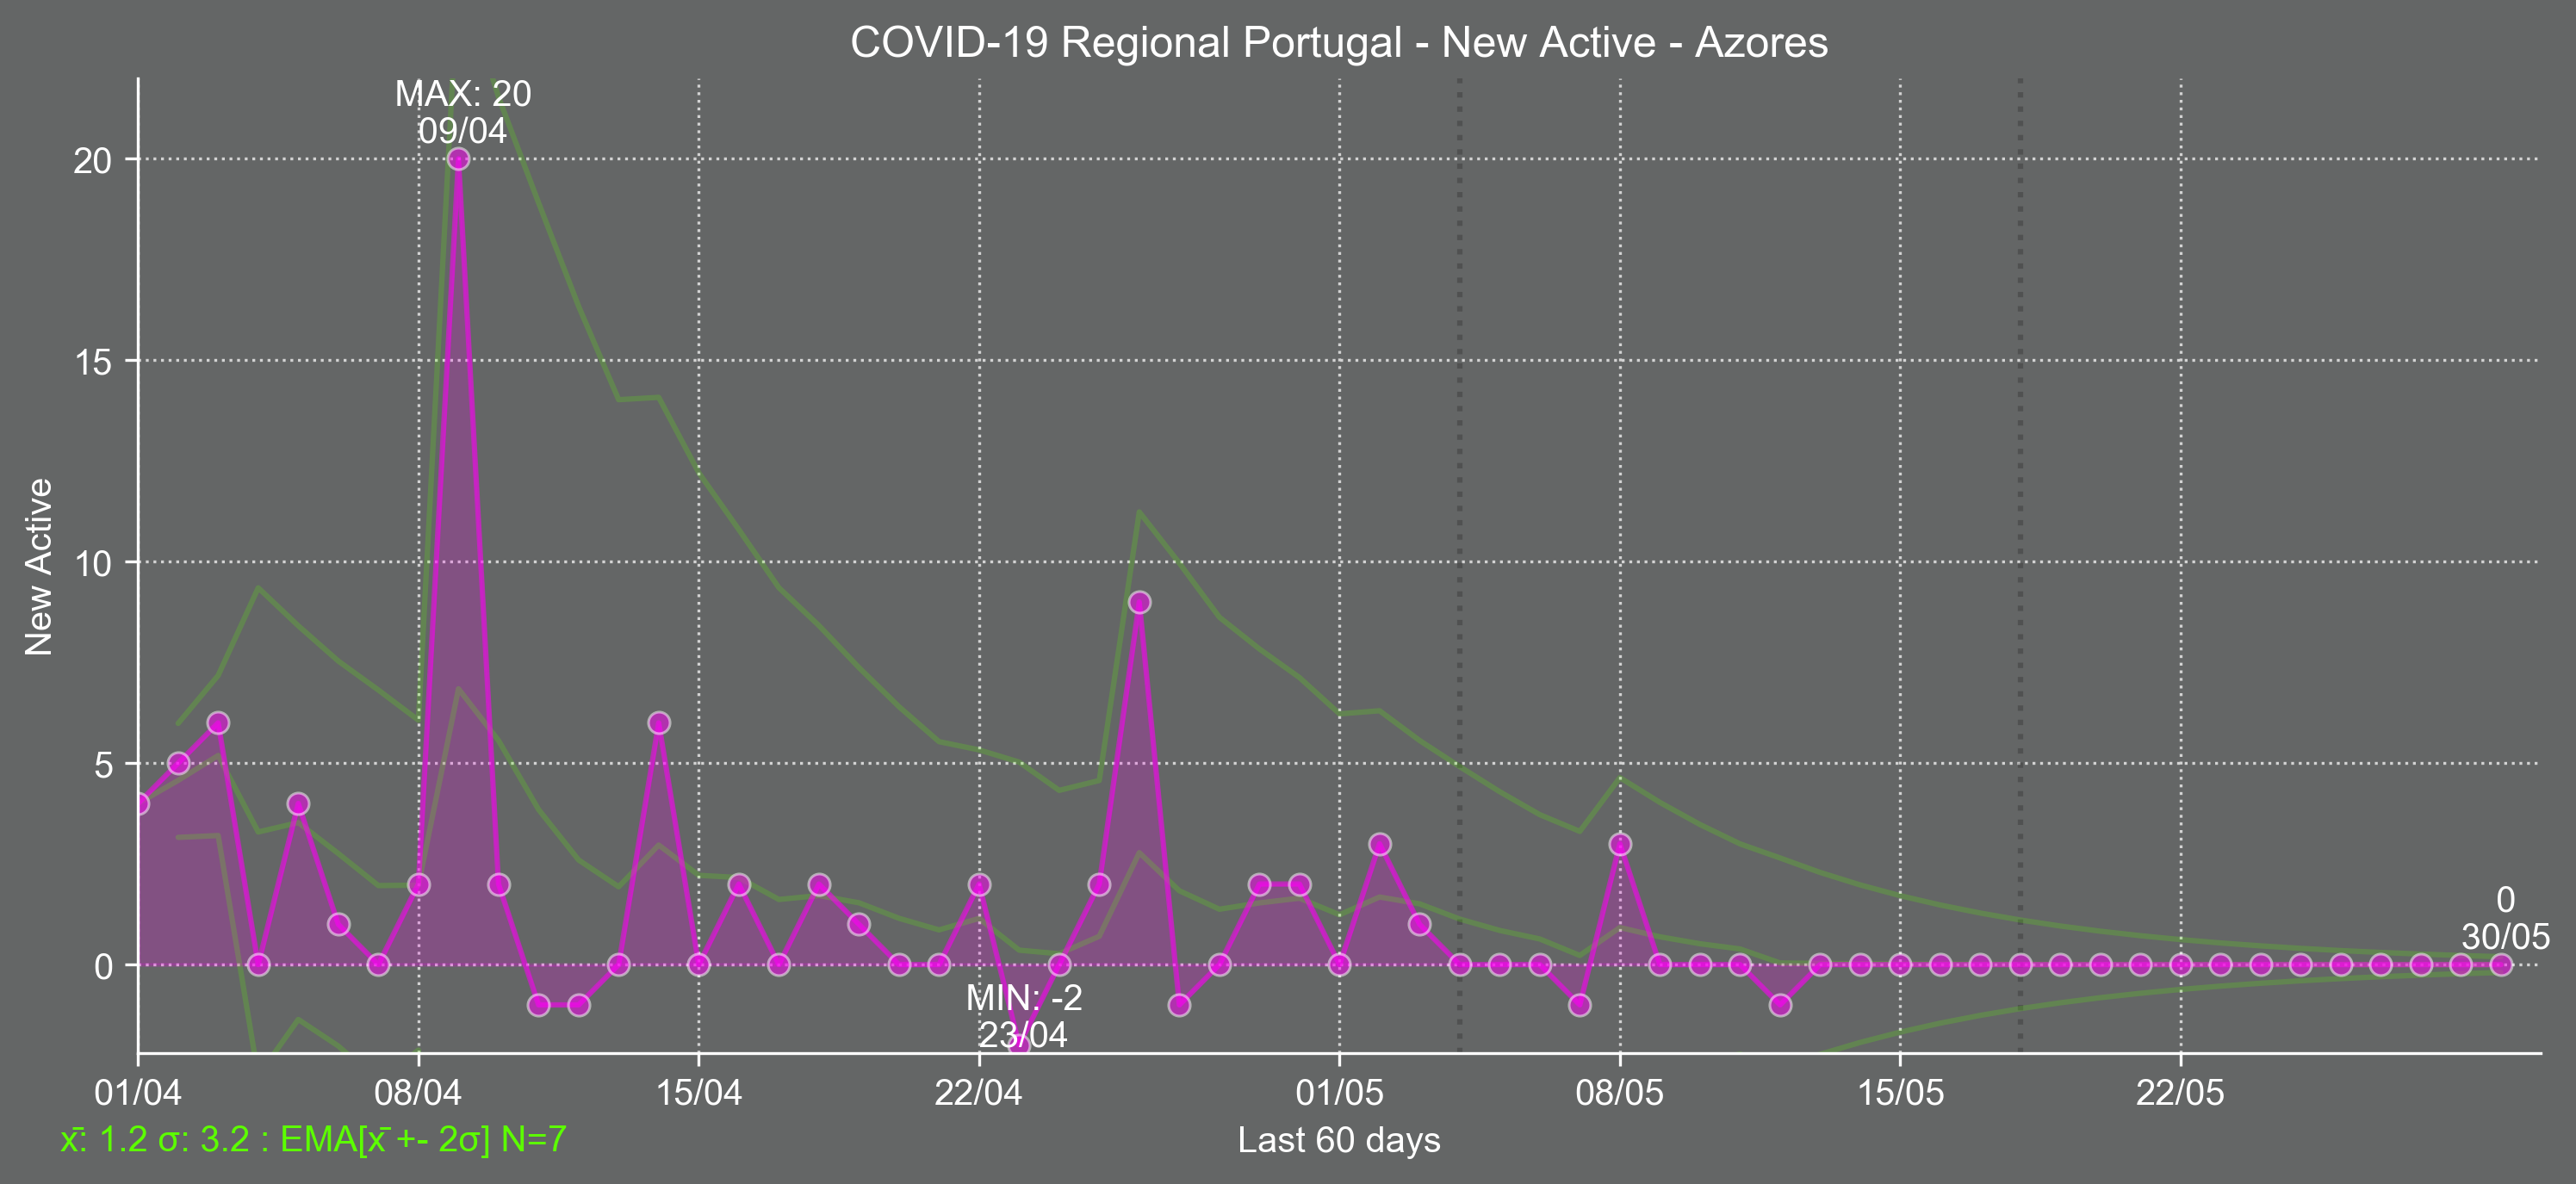 COVID-19 Regional Portugal - New Active - Azores
MAX: 20
09/04
20
15
10
5
0
New Active
MIN: -2
23/04
0
30/05
01/04 08/04 15/04 22/04 01/05 08/05 15/05 22/05
x̄: 1.2 σ: 3.2 : EMA[x̄ +- 2σ] N=7
Last 60 days